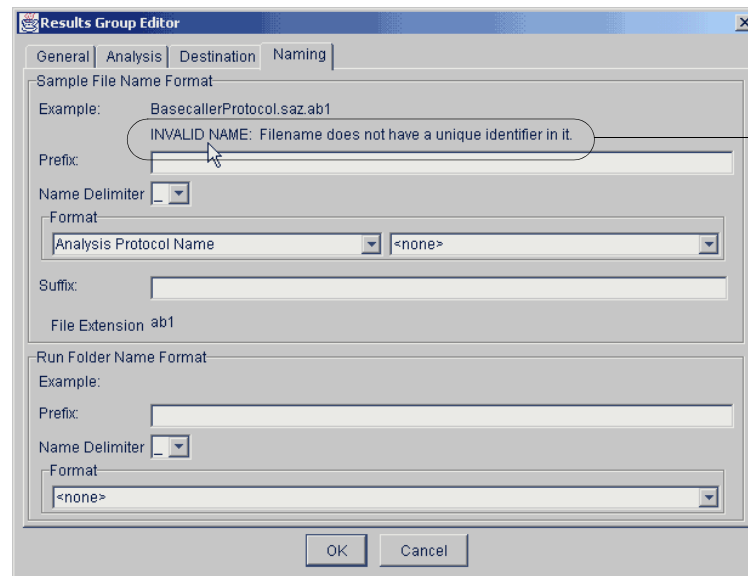 Results Group Editor
General Analysis Destination Naming
Sample File Name Format
Example: BasecallerProtocol.saz.ab1
INVALID NAME: Filename does not have a unique identifier in it.
Prefix:
Name Delimiter _
Format
Analysis Protocol Name <none>
Suffix:
File Extension ab1
Run Folder Name Format
Example:
Prefix:
Name Delimiter _
Format
<none>
OK Cancel